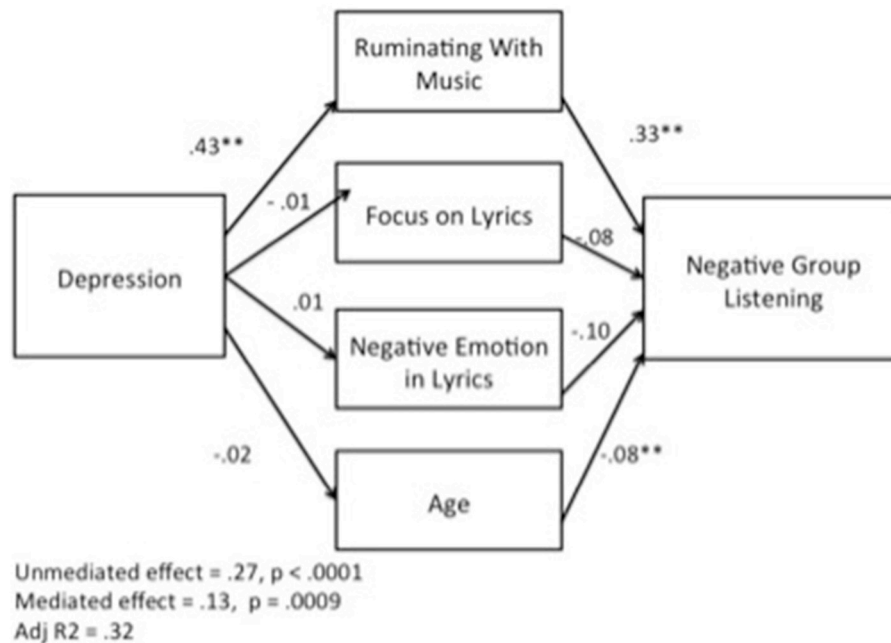 Ruminating With
Music
.43**
.33**
- .01
Focus on Lyrics
-.08
Depression
Negative Group
Listening
.01
Negative Emotion
in Lyrics
-.10
-.02
-.08**
Age
Unmediated effect = .27, p < .0001
Mediated effect = .13,  p = .0009
Adj R2 = .32